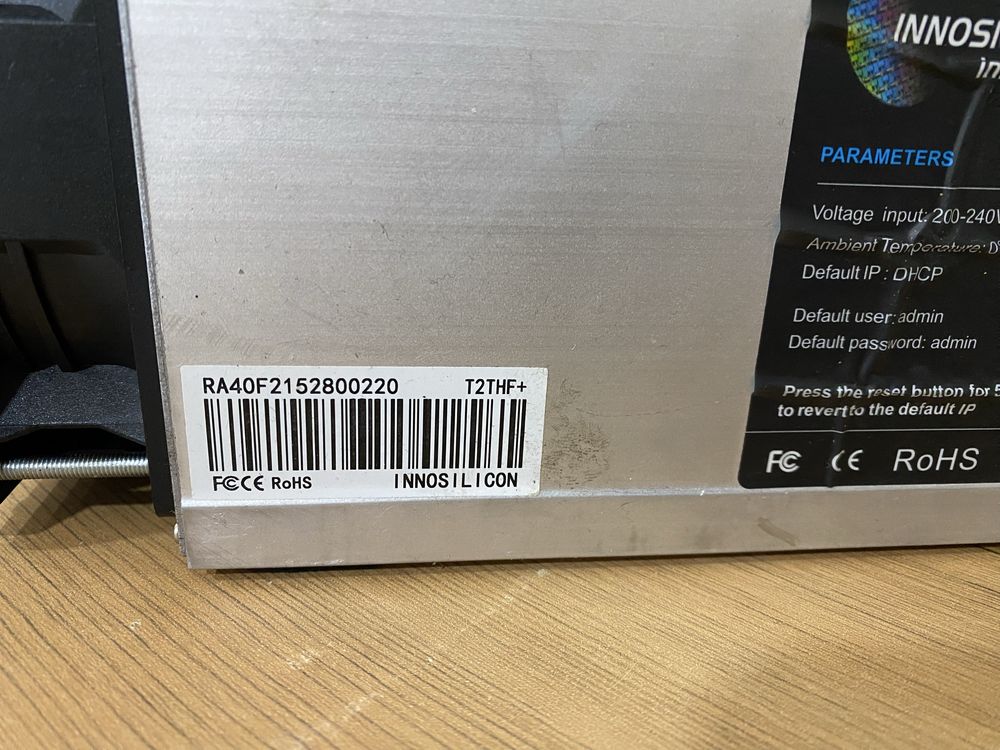 RA40F2152800220 T2THF+
FC CE RoHS INNOSILICON
PARAMETERS
Voltage input: 200-240V
Ambient Temperature:
Default IP : DHCP
Default user: admin
Default password: admin
Press the reset button for 5
to revert to the default IP
FC CE RoHS